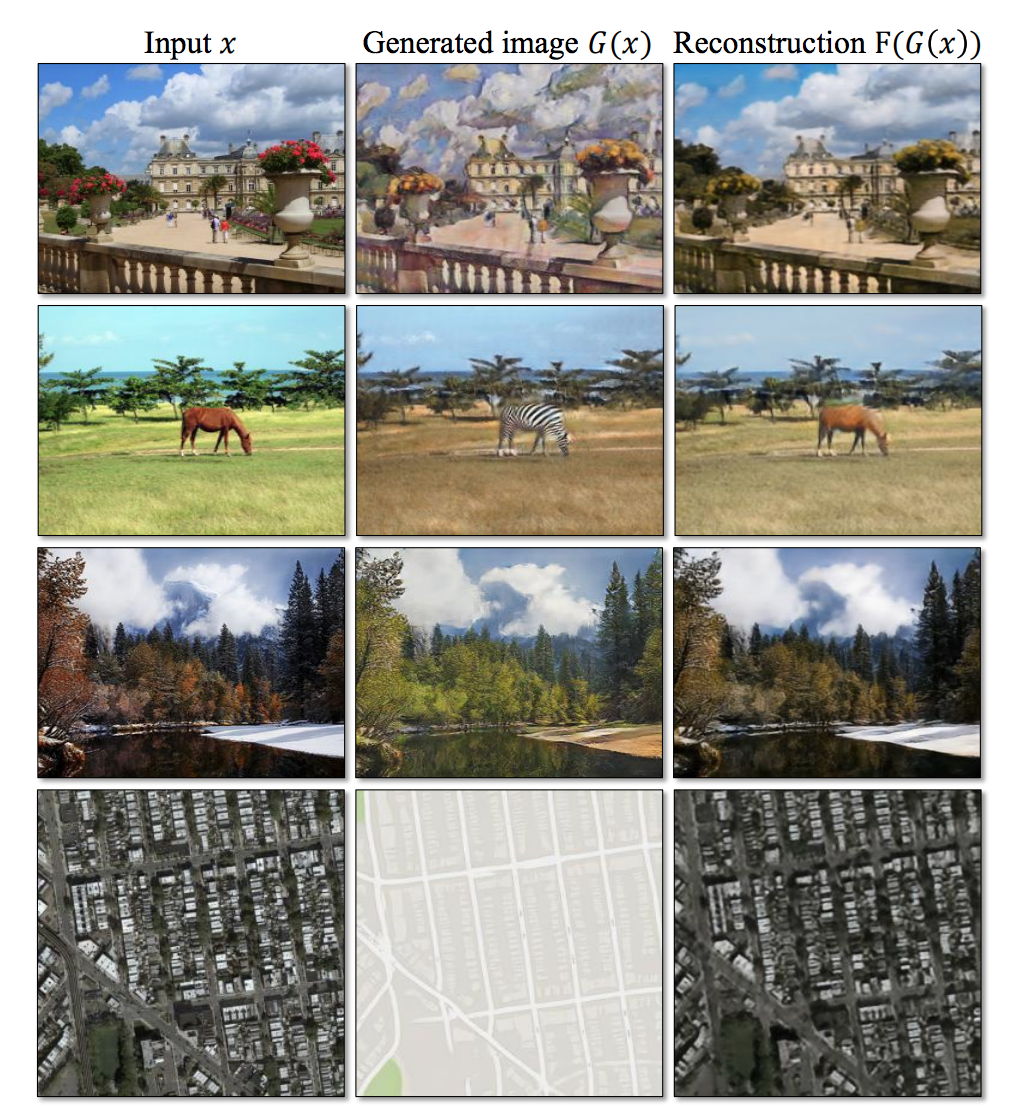 Input 𝑥 Generated image 𝐺(𝑥) Reconstruction F(𝐺(𝑥))